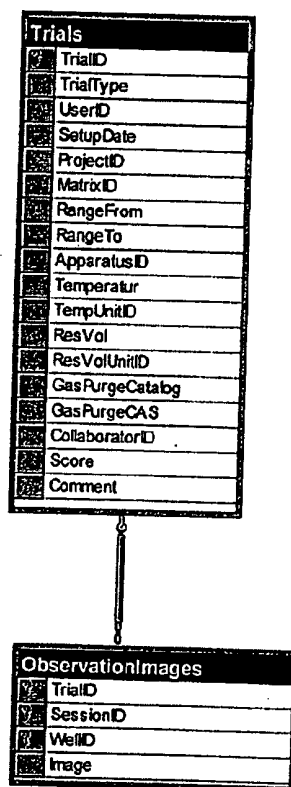 Trials
TrialID
TrialType
UserID
SetupDate
ProjectID
MatrixID
RangeFrom
RangeTo
ApparatusID
Temperatur
TempUnitID
ResVol
ResVolUnitID
GasPurgeCatalog
GasPurgeCAS
CollaboratorID
Score
Comment
ObservationImages
TrialID
SessionID
WellID
Image